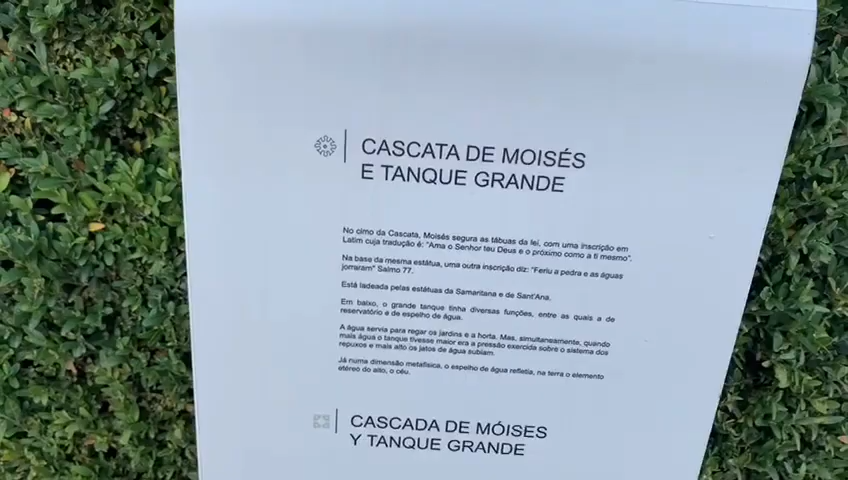 CASCATA DE MOISÉS
E TANQUE GRANDE
No cimo da Cascata, Moisés segura as tábuas da lei, com uma inscrição em
Latim cuja tradução é: "Ama o Senhor teu Deus e o próximo como a ti mesmo".
Na base da mesma estátua, uma outra inscrição diz: "Feriu a pedra e as águas
jorraram" Salmo 77.
Está ladeada pelas estátuas da Samaritana e de Sant'Ana.
Em baixo, o grande tanque tinha diversas funções, entre as quais a de
reservatório e de espelho de água.
A água servia para regar os jardins e a horta. Mas, simultaneamente, quando
mais água o tanque tivesse maior era a pressão exercida sobre o sistema dos
repuxos e mais alto os jatos de água subiam.
Já numa dimensão metafísica, o espelho de água refletia, na terra o elemento
etéreo do alto, o céu.
CASCADA DE MÓISES
Y TANQUE GRANDE